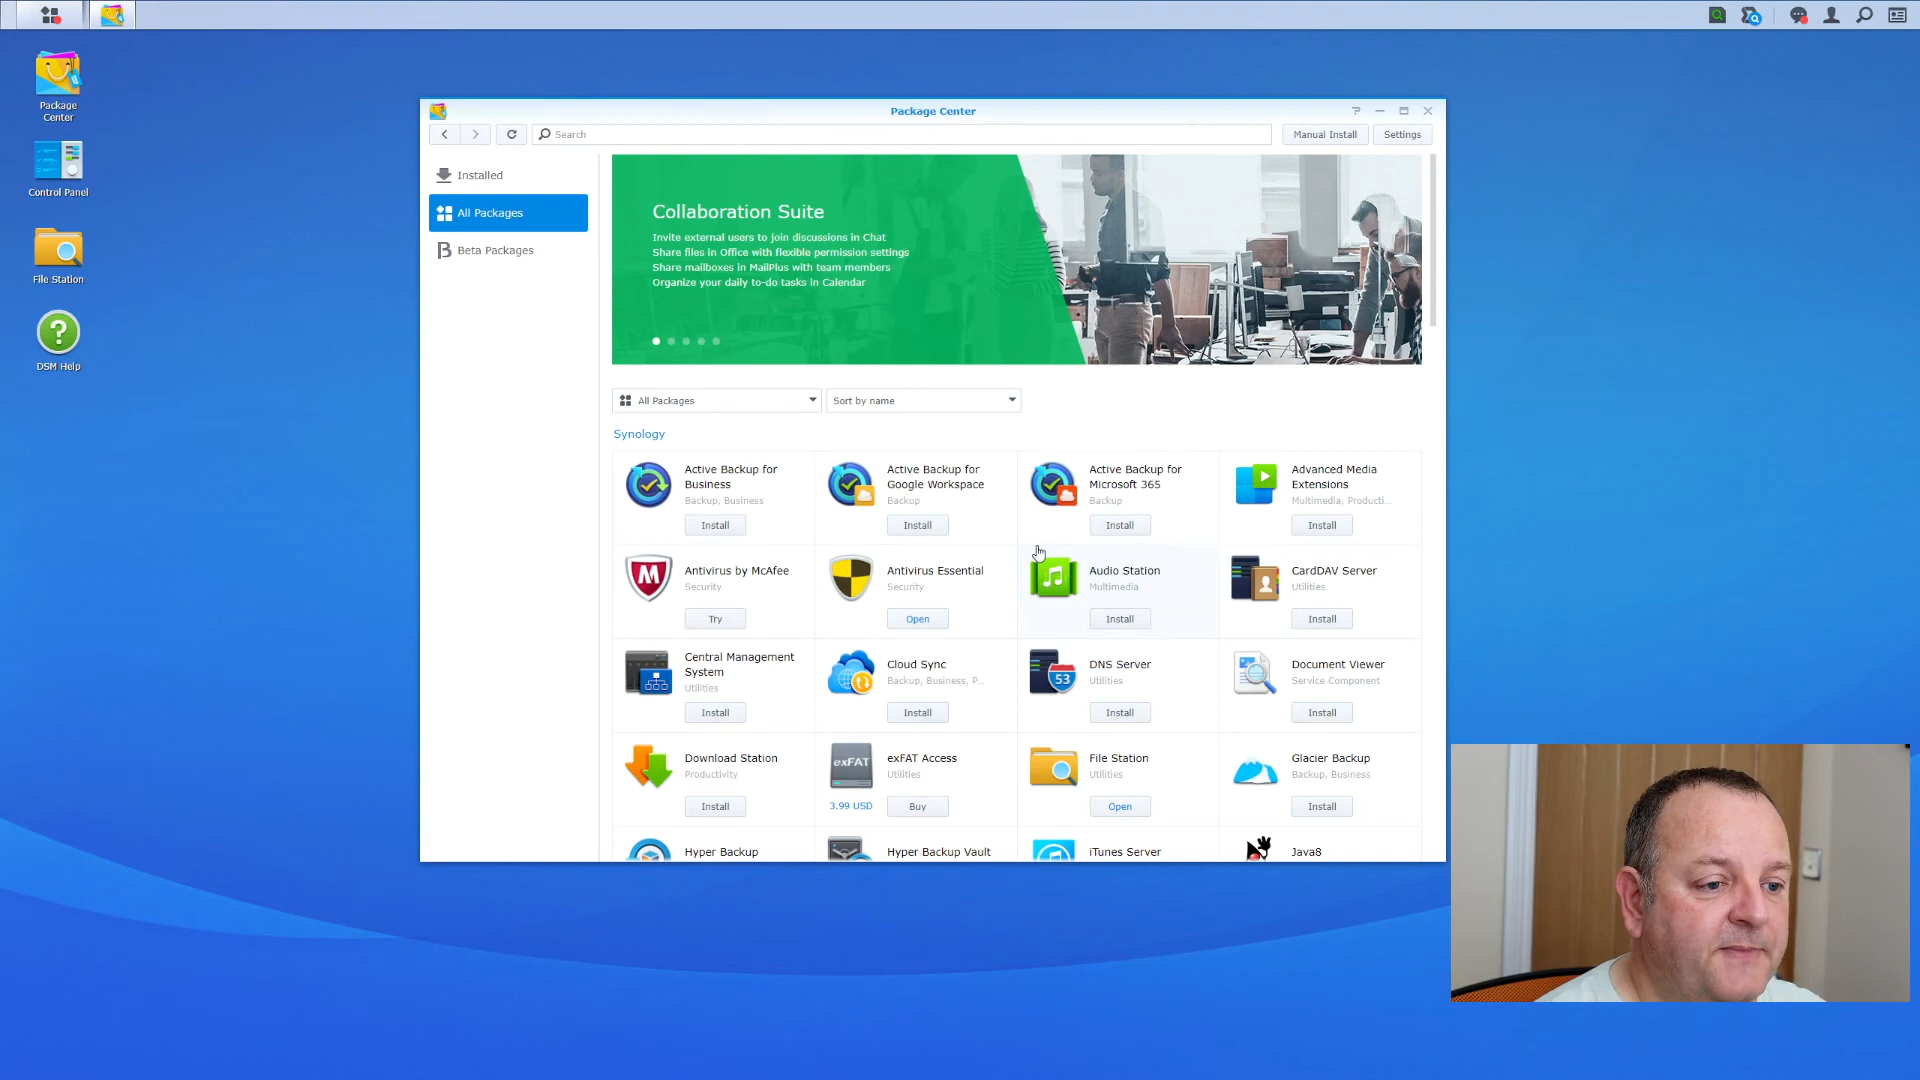 Package
Center
Control Panel
File Station
DSM Help
Package Center
Search
Manual Install
Settings
Installed
All Packages
Beta Packages
Collaboration Suite
Invite external users to join discussions in Chat
Share files in Office with flexible permission settings
Share mailboxes in MailPlus with team members
Organize your daily to-do tasks in Calendar
All Packages
Sort by name
Synology
Active Backup for
Business
Backup, Business
Install
Active Backup for
Google Workspace
Backup
Install
Active Backup for
Microsoft 365
Backup
Install
Advanced Media
Extensions
Multimedia, Producti...
Install
Antivirus by McAfee
Security
Try
Antivirus Essential
Security
Open
Audio Station
Multimedia
Install
CardDAV Server
Utilities
Install
Central Management
System
Utilities
Install
Cloud Sync
Backup, Business, P...
Install
53
DNS Server
Utilities
Install
Document Viewer
Service Component
Install
Download Station
Productivity
Install
exFAT
exFAT Access
Utilities
3.99 USD
Buy
File Station
Utilities
Open
Glacier Backup
Backup, Business
Install
Hyper Backup
Hyper Backup Vault
iTunes Server
Java8